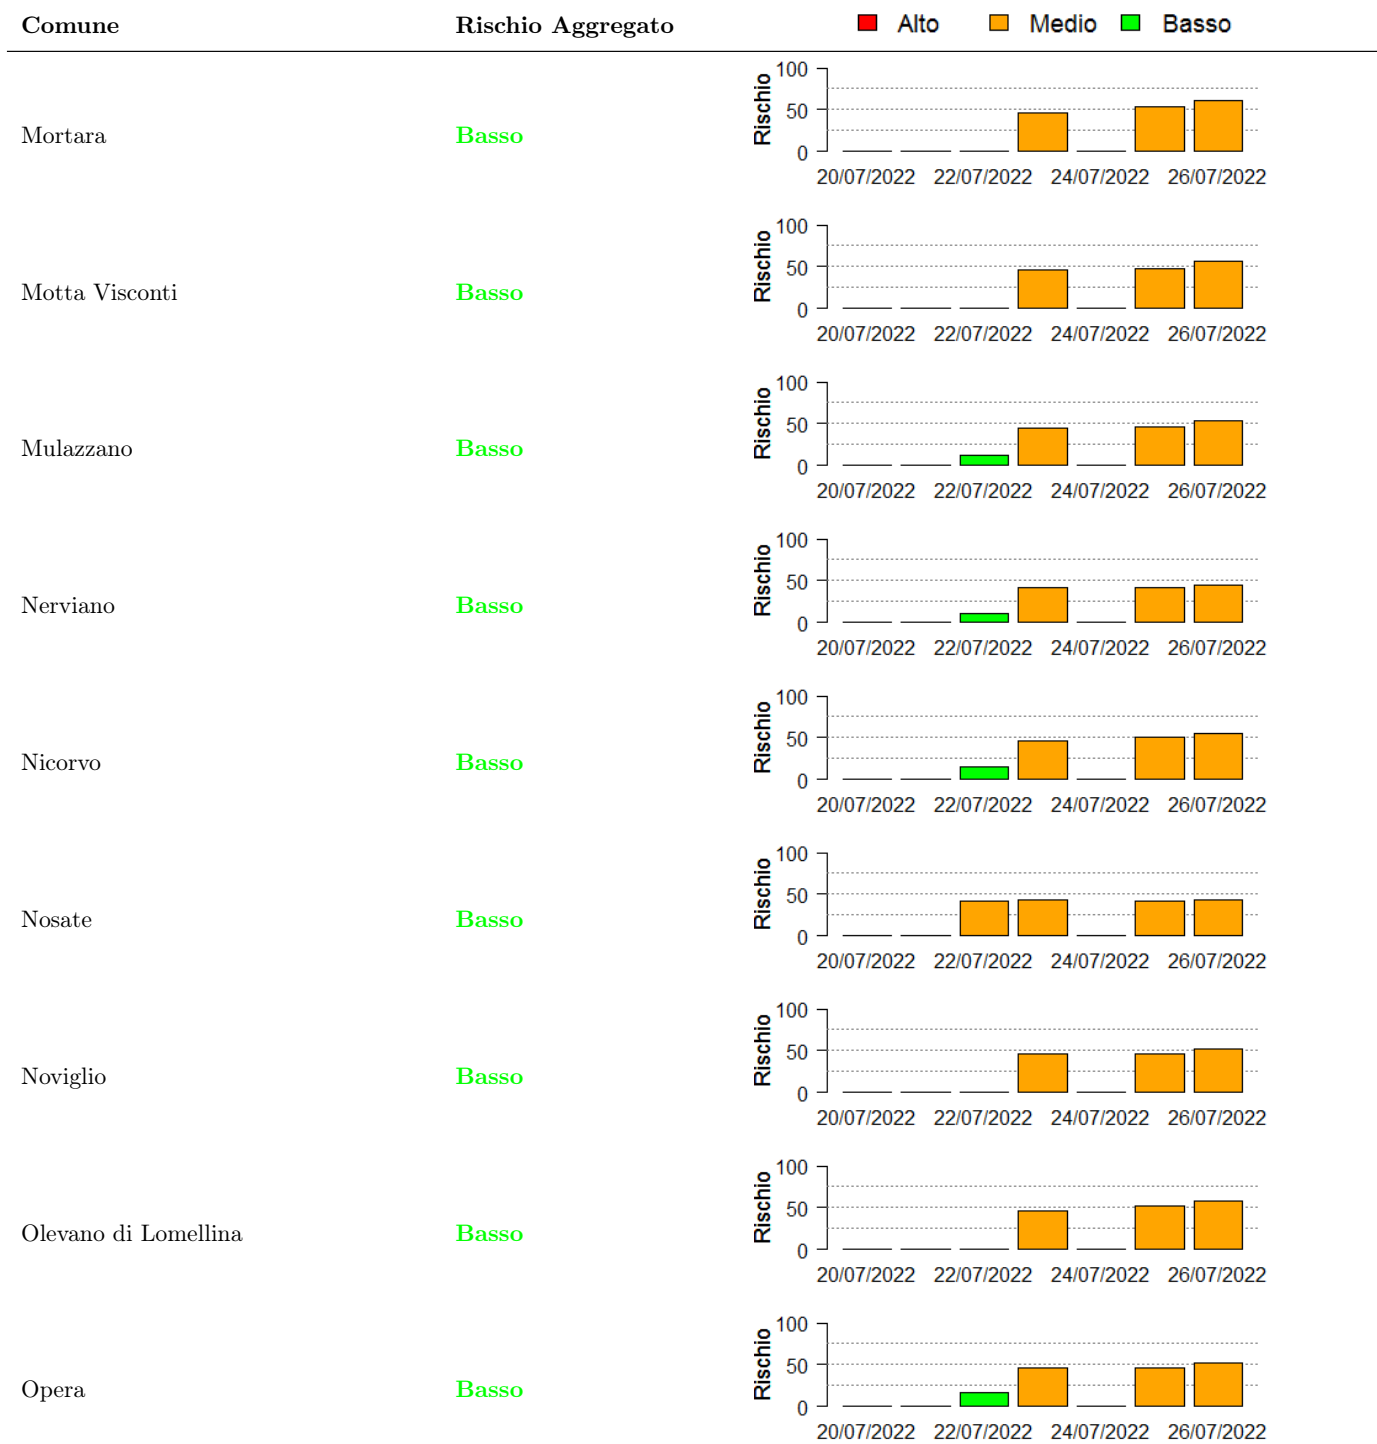 Comune Rischio Aggregato Alto Medio Basso
Mortara Basso Rischio 100 50 0
20/07/2022 22/07/2022 24/07/2022 26/07/2022
Motta Visconti Basso Rischio 100 50 0
20/07/2022 22/07/2022 24/07/2022 26/07/2022
Mulazzano Basso Rischio 100 50 0
20/07/2022 22/07/2022 24/07/2022 26/07/2022
Nerviano Basso Rischio 100 50 0
20/07/2022 22/07/2022 24/07/2022 26/07/2022
Nicorvo Basso Rischio 100 50 0
20/07/2022 22/07/2022 24/07/2022 26/07/2022
Nosate Basso Rischio 100 50 0
20/07/2022 22/07/2022 24/07/2022 26/07/2022
Noviglio Basso Rischio 100 50 0
20/07/2022 22/07/2022 24/07/2022 26/07/2022
Olevano di Lomellina Basso Rischio 100 50 0
20/07/2022 22/07/2022 24/07/2022 26/07/2022
Opera Basso Rischio 100 50 0
20/07/2022 22/07/2022 24/07/2022 26/07/2022